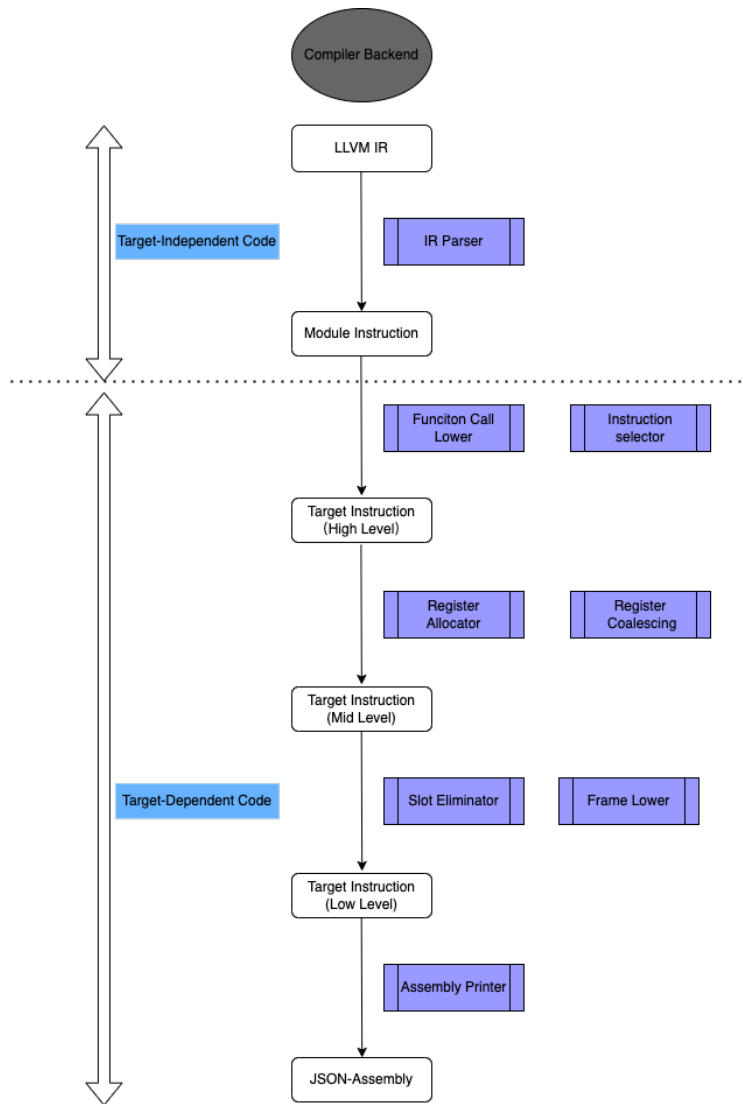 Compiler Backend
LLVM IR
Target-Independent Code
IR Parser
Module Instruction
Funciton Call
Lower
Instruction
selector
Target Instruction
(High Level)
Register
Allocator
Register
Coalescing
Target Instruction
(Mid Level)
Target-Dependent Code
Slot Eliminator
Frame Lower
Target Instruction
(Low Level)
Assembly Printer
JSON-Assembly